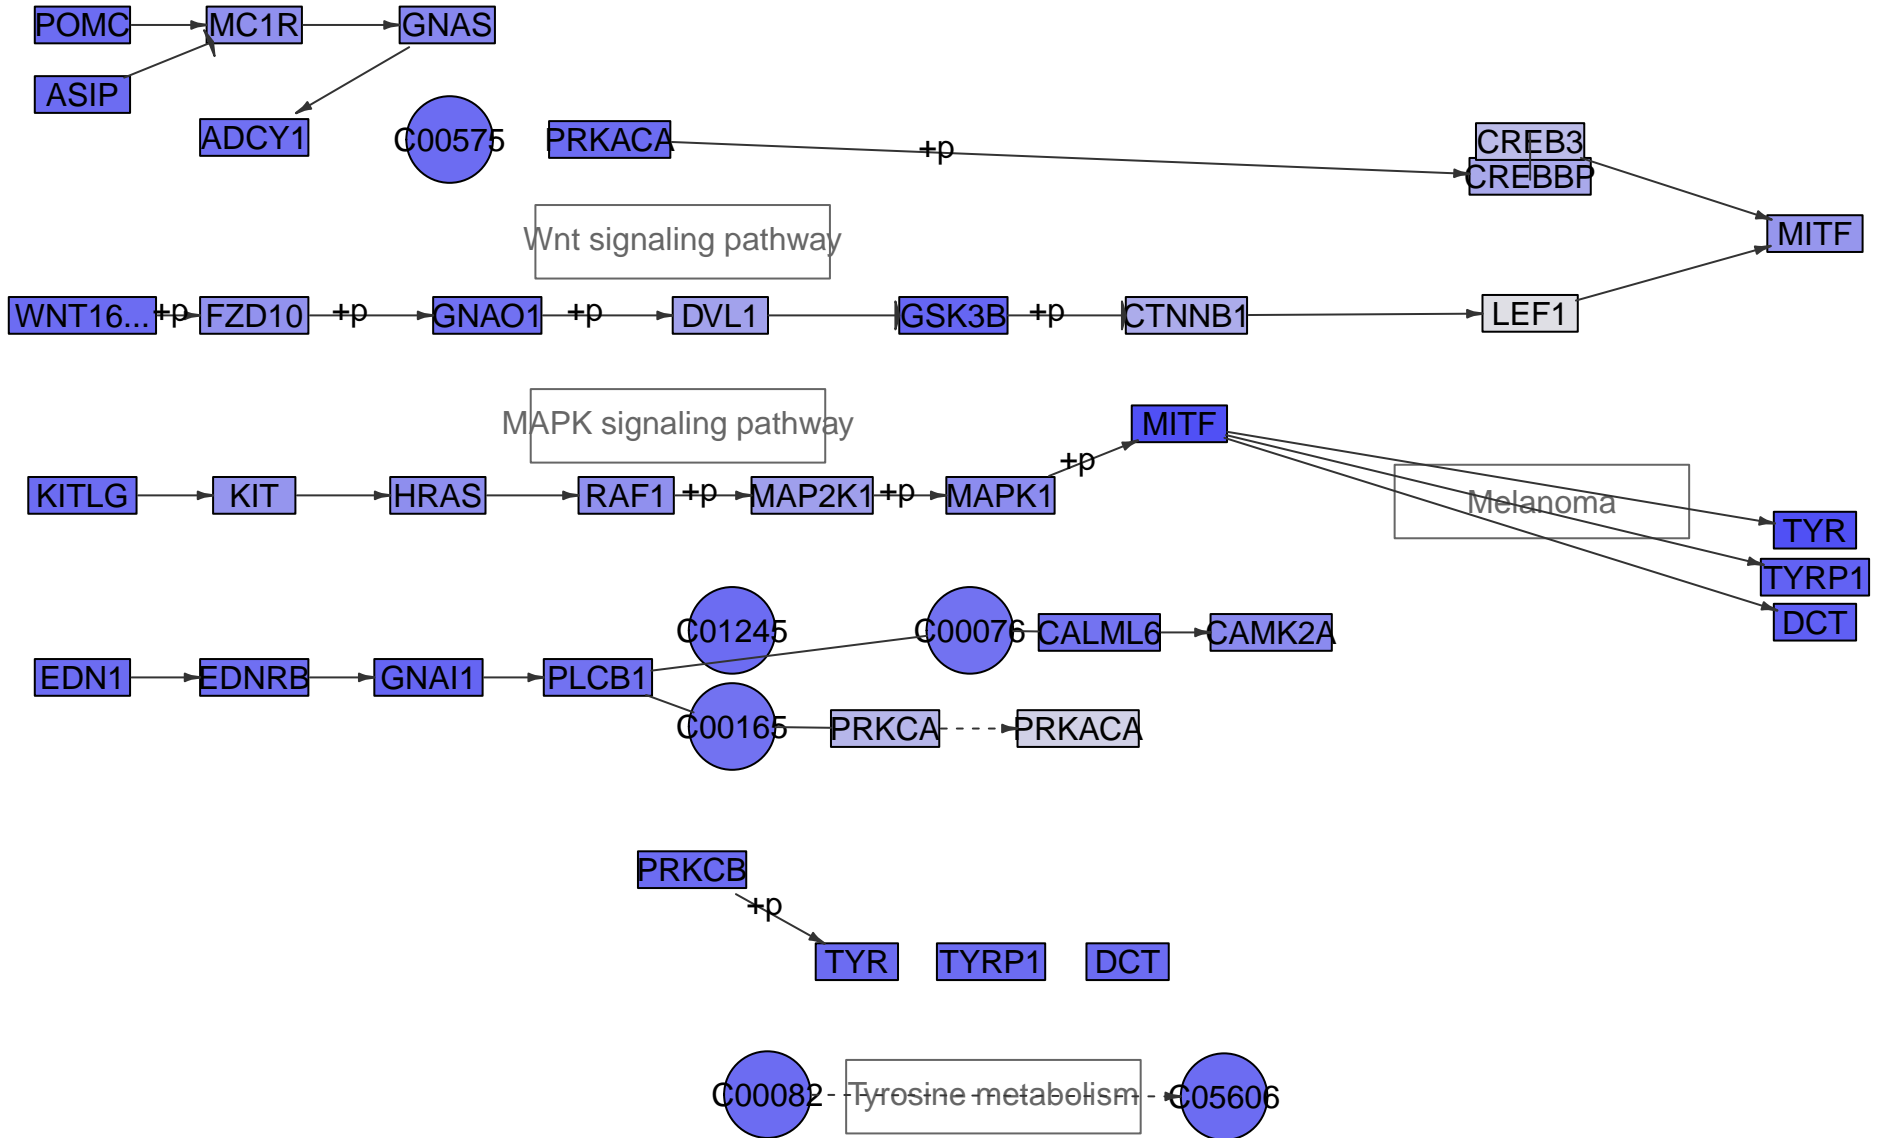 POMC MC1R GNAS
ASIP
ADCY1 C00575 PRKACA +p CREB3
CREBBP
Wnt signaling pathway MITF
WNT16... +p FZD10 +p GNAO1 +p DVL1 GSK3B +p CTNNB1 LEF1
MAPK signaling pathway MITF
+p
KITLG KIT HRAS RAF1 +p MAP2K1 +p MAPK1 Melanoma
TYR
TYRP1
C01245 C00076 CALML6 CAMK2A DCT
EDN1 EDNRB GNAI1 PLCB1
C00165 PRKCA PRKACA
PRKCB
+p
TYR TYRP1 DCT
C00082 Tyrosine metabolism C05606